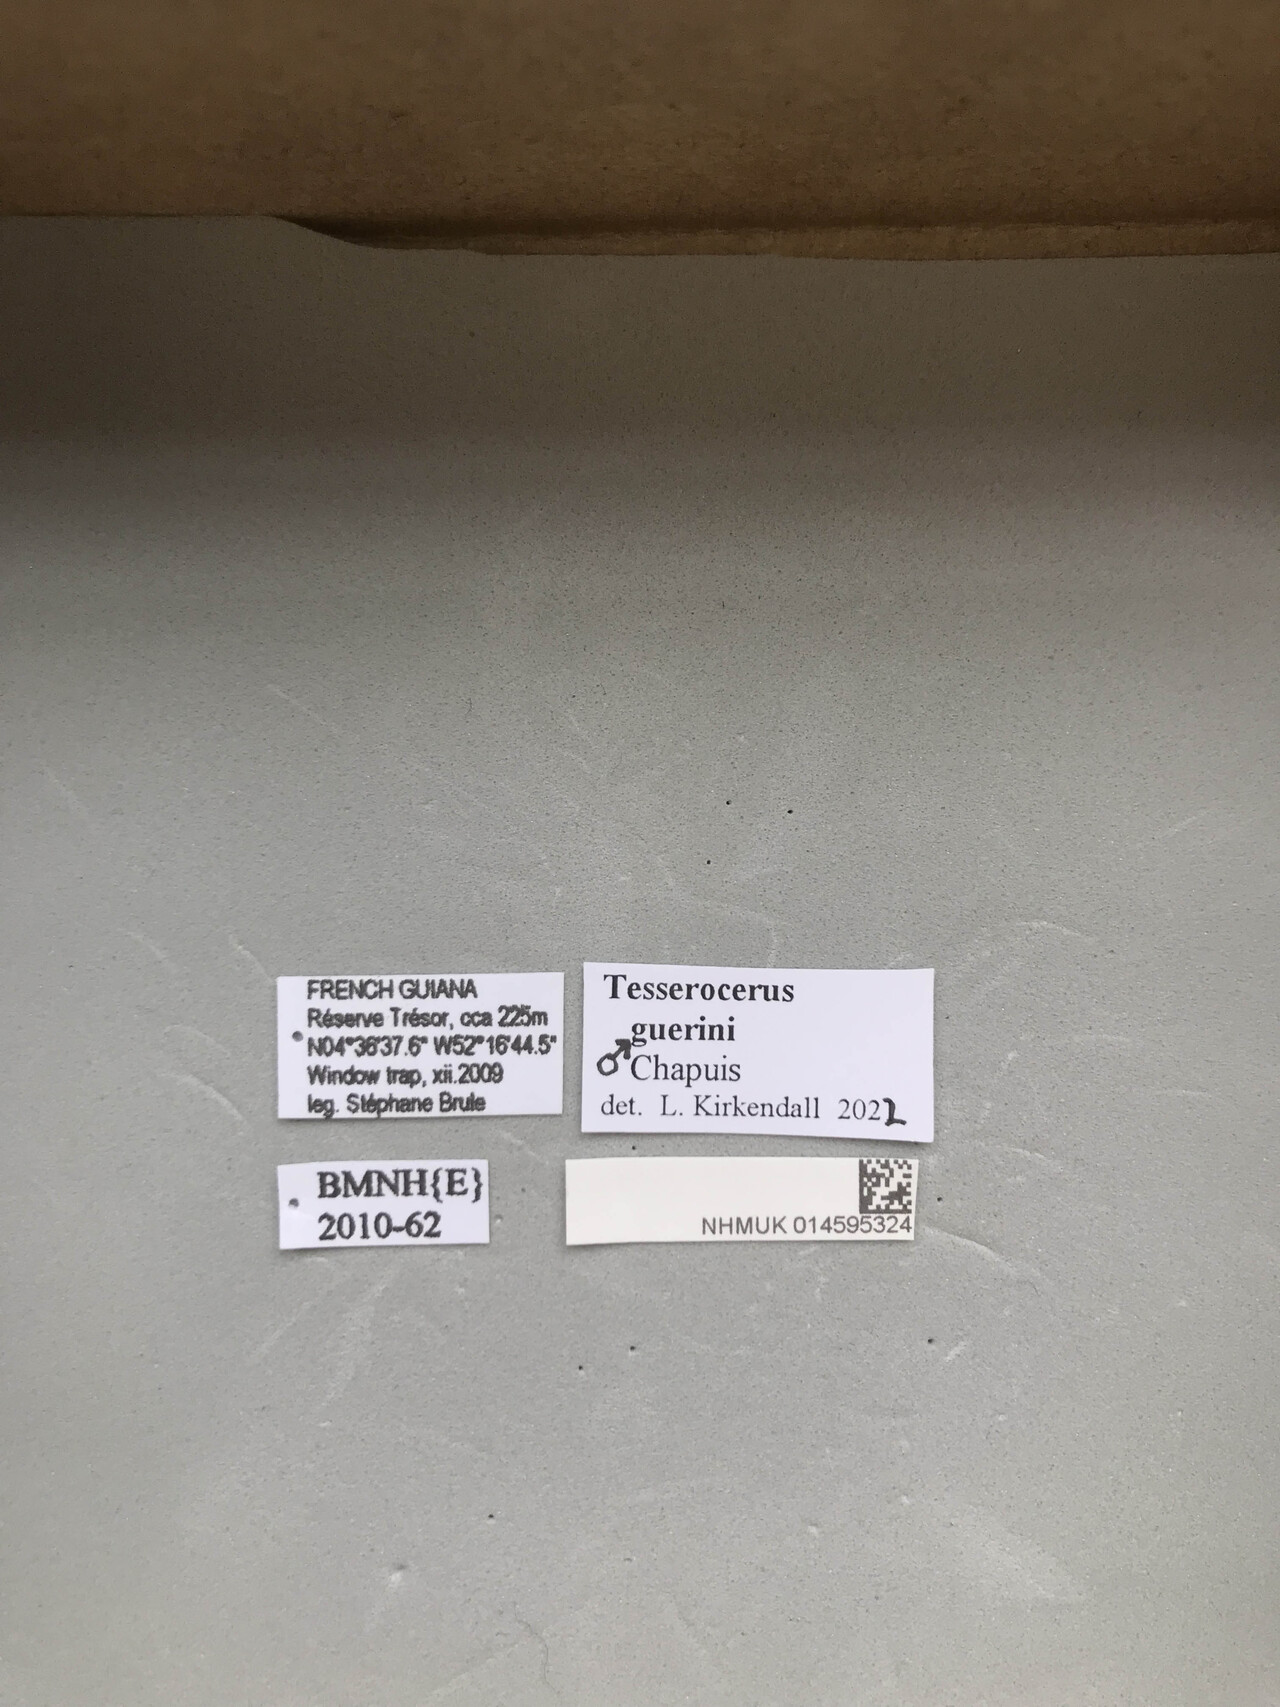 FRENCH GUIANA
Réserve Trésor, cca 225m
N04°36'37.6" W52°16'44.5"
Window trap, xii.2009
leg. Stéphane Brule
Tesserocerus
guerini
♂ Chapuis
det. L. Kirkendall 2022
BMNH{E}
2010-62
NHMUK 014595324